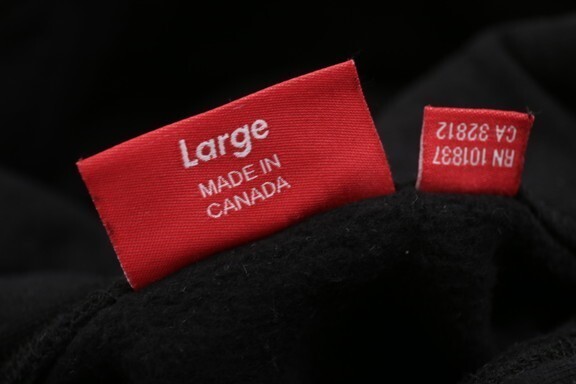 Large
MADE IN
CANADA
RN 101837
CA 32812